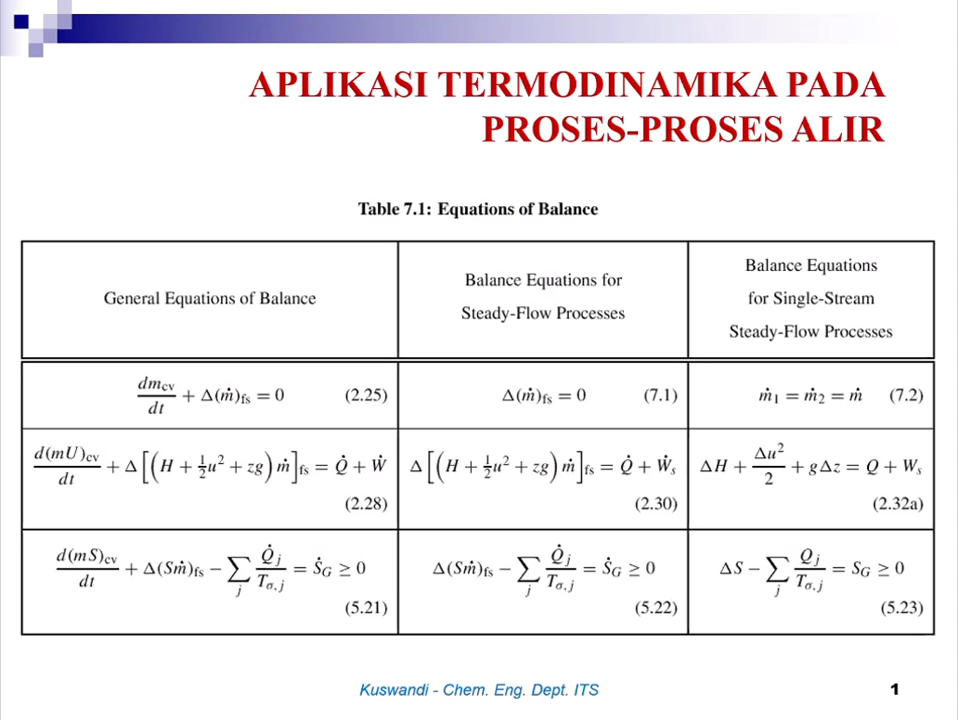 APLIKASI TERMODINAMIKA PADA
PROSES-PROSES ALIR
Table 7.1: Equations of Balance
General Equations of Balance
Balance Equations for
Steady-Flow Processes
Balance Equations
for Single-Stream
Steady-Flow Processes
dm_cv/dt + Δ(ṁ)_fs = 0 (2.25)
Δ(ṁ)_fs = 0 (7.1)
ṁ₁ = ṁ₂ = ṁ (7.2)
d(mU)_cv/dt + Δ[(H + ½u² + zg)ṁ]_fs = Q̇ + Ẇ
(2.28)
Δ[(H + ½u² + zg)ṁ]_fs = Q̇ + Ẇ_s
(2.30)
ΔH + Δu²/2 + gΔz = Q + W_s
(2.32a)
d(mS)_cv/dt + Δ(Sṁ)_fs − ∑_j Q̇_j/T_σ,j = Ṡ_G ≥ 0
(5.21)
Δ(Sṁ)_fs − ∑_j Q̇_j/T_σ,j = Ṡ_G ≥ 0
(5.22)
ΔS − ∑_j Q_j/T_σ,j = S_G ≥ 0
(5.23)
Kuswandi - Chem. Eng. Dept. ITS
1